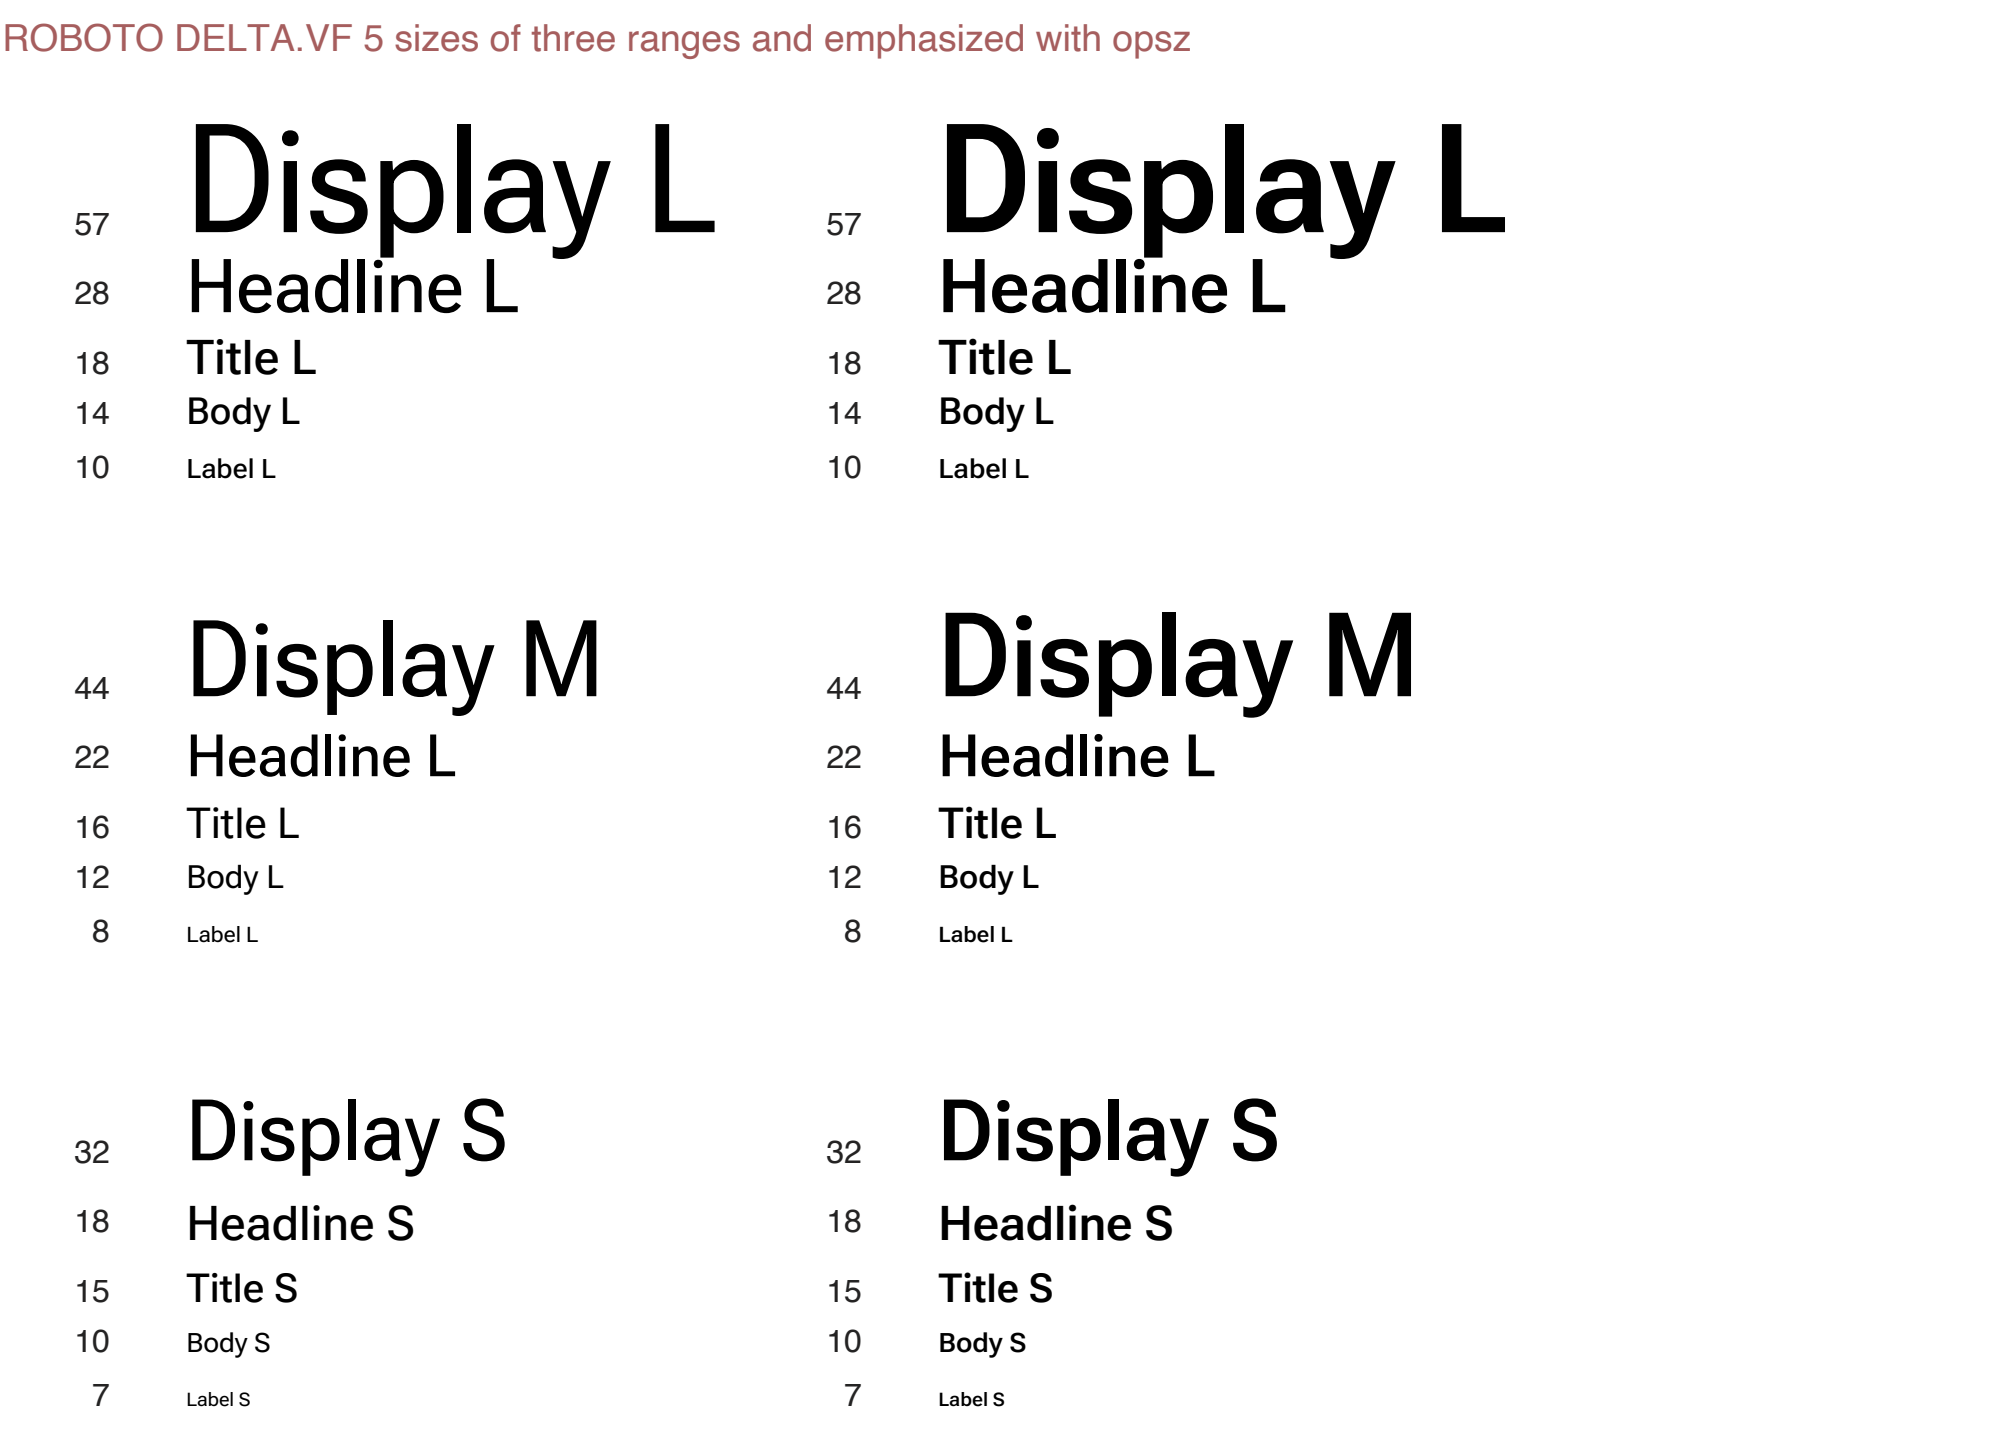 ROBOTO DELTA.VF 5 sizes of three ranges and emphasized with opsz
57 Display L 57 Display L
28 Headline L 28 Headline L
18 Title L 18 Title L
14 Body L 14 Body L
10 Label L 10 Label L
44 Display M 44 Display M
22 Headline L 22 Headline L
16 Title L 16 Title L
12 Body L 12 Body L
8 Label L 8 Label L
32 Display S 32 Display S
18 Headline S 18 Headline S
15 Title S 15 Title S
10 Body S 10 Body S
7 Label S 7 Label S